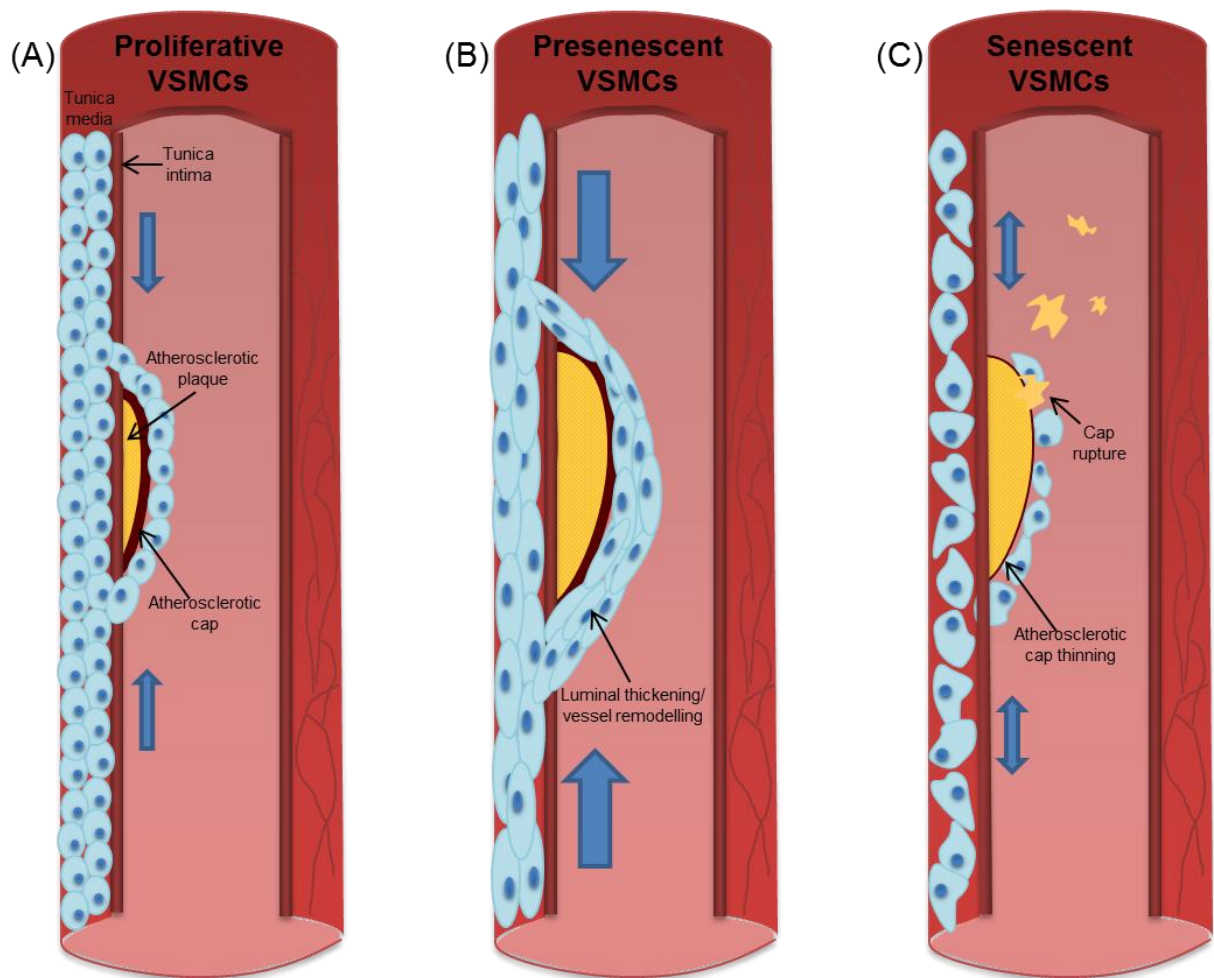 (A)
Proliferative
VSMCs
Tunica
media
Tunica
intima
Atherosclerotic
plaque
Atherosclerotic
cap
(B)
Presenescent
VSMCs
Luminal thickening/
vessel remodelling
(C)
Senescent
VSMCs
Cap
rupture
Atherosclerotic
cap thinning